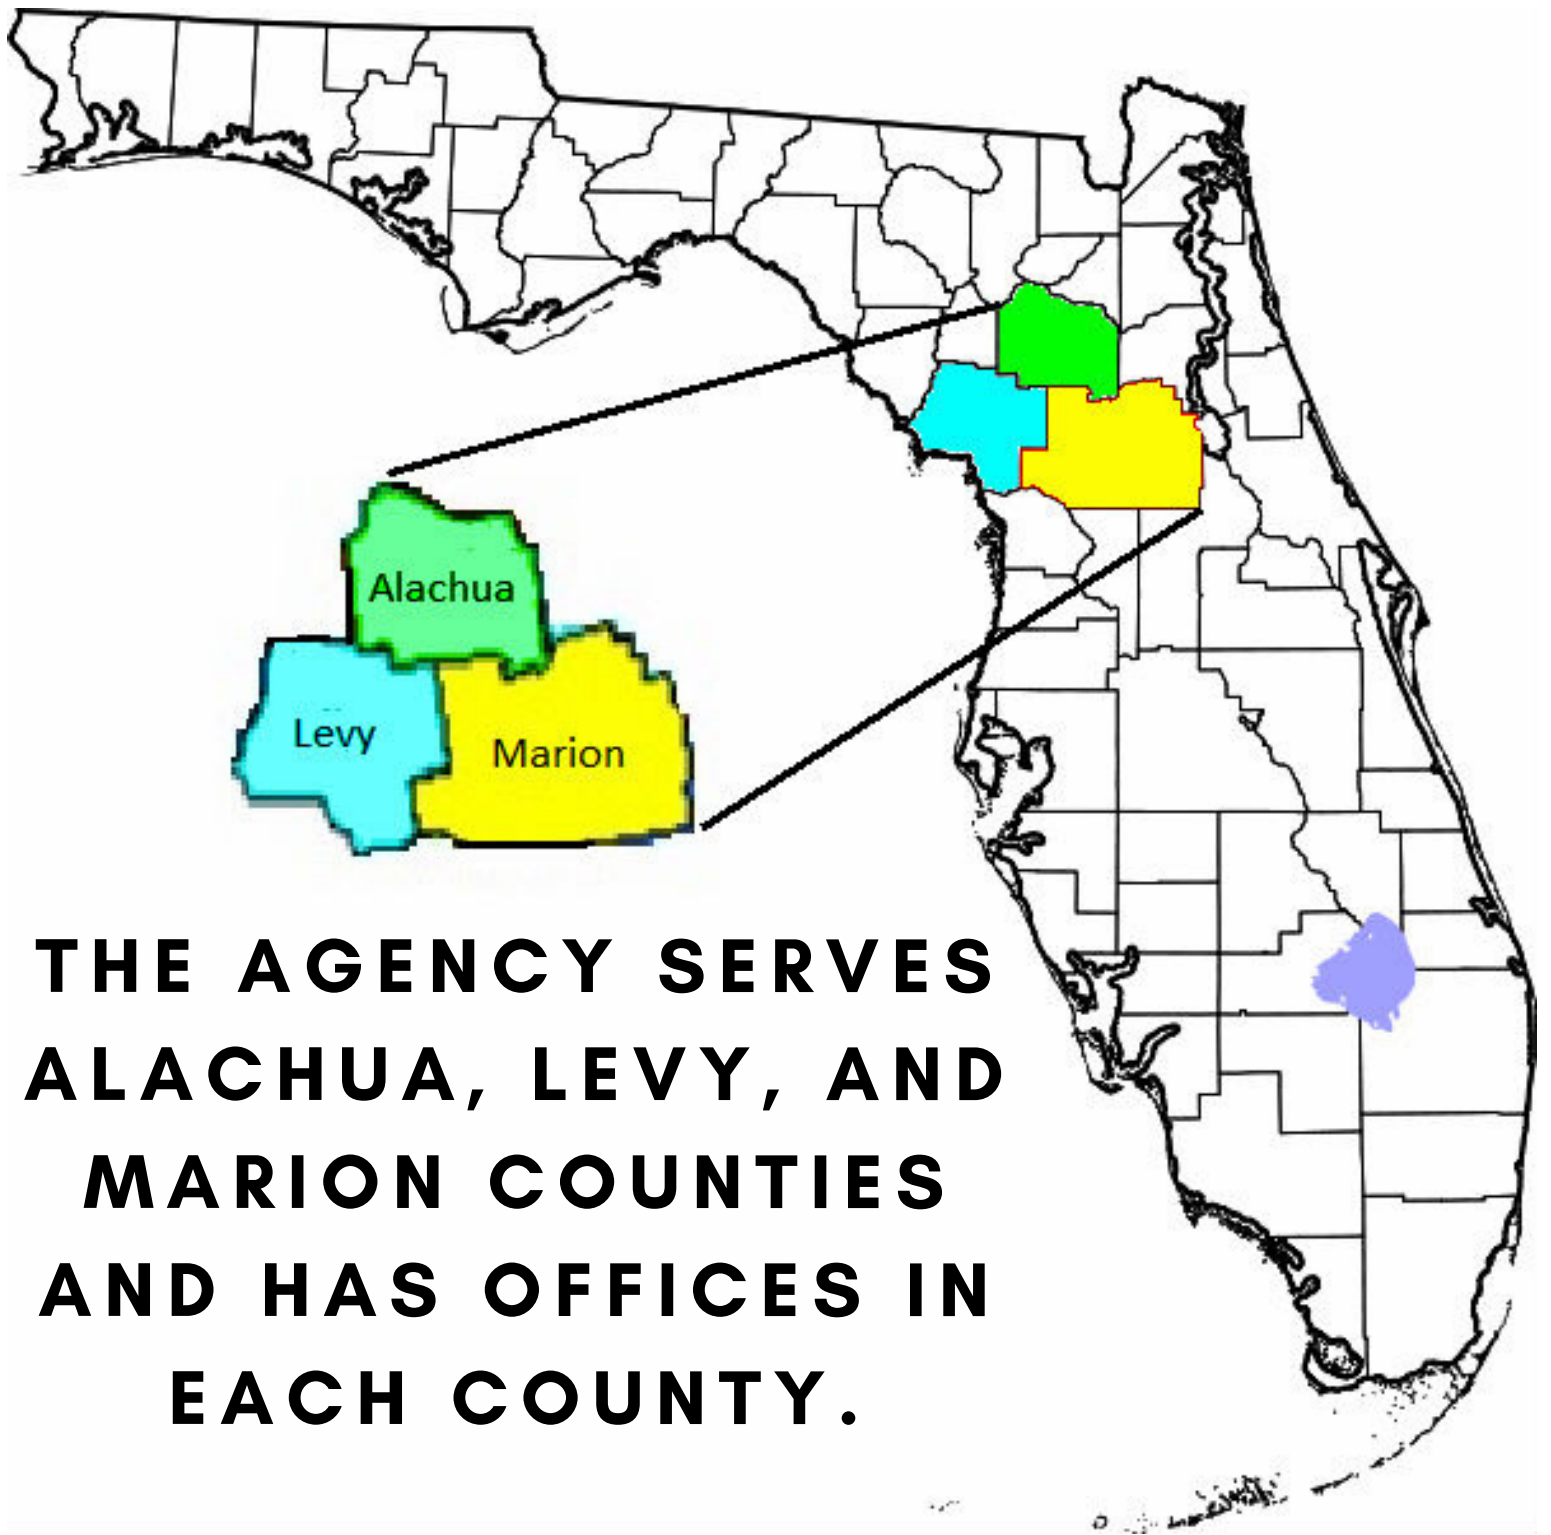 Alachua
Levy
Marion
THE AGENCY SERVES
ALACHUA, LEVY, AND
MARION COUNTIES
AND HAS OFFICES IN
EACH COUNTY.